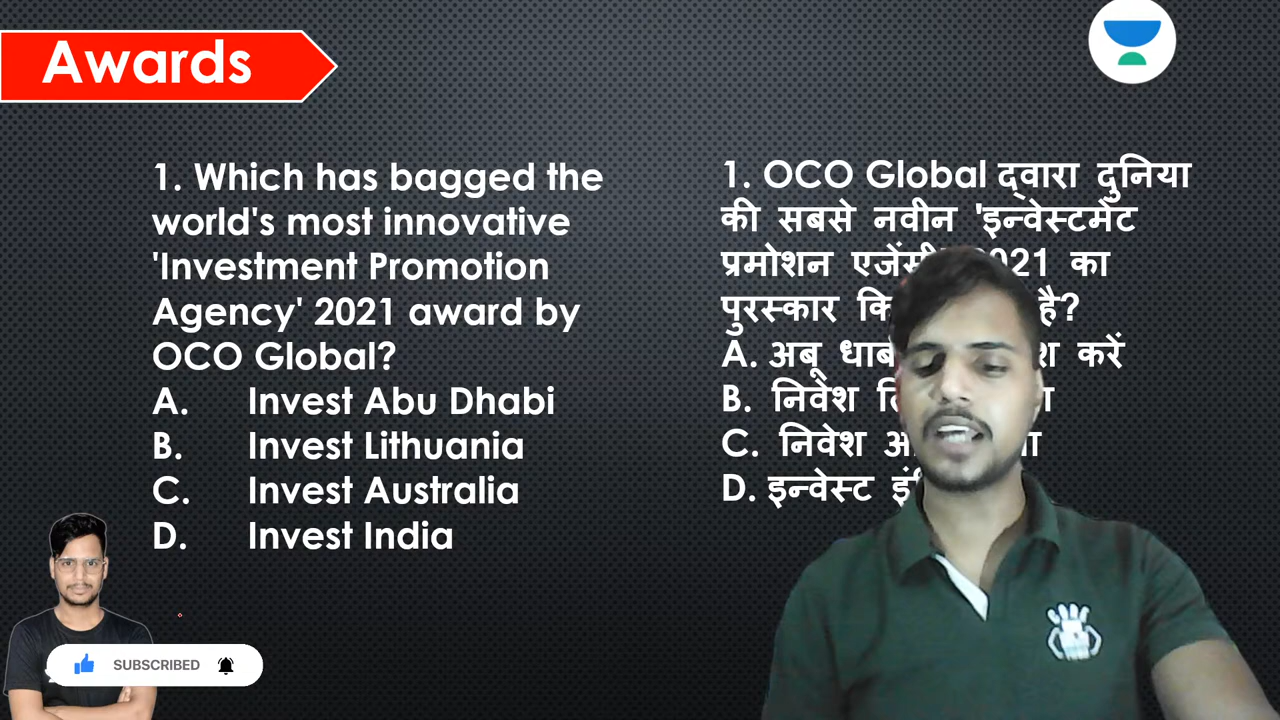 Awards
1. Which has bagged the
world's most innovative
'Investment Promotion
Agency' 2021 award by
OCO Global?
A. Invest Abu Dhabi
B. Invest Lithuania
C. Invest Australia
D. Invest India
1. OCO Global द्वारा दुनिया
की सबसे नवीन 'इन्वेस्टमेंट
प्रमोशन का
पुरस्कार है?
A. अबू करें
B. निवेश
C. निवेश
D. इन्वेस्ट
SUBSCRIBED